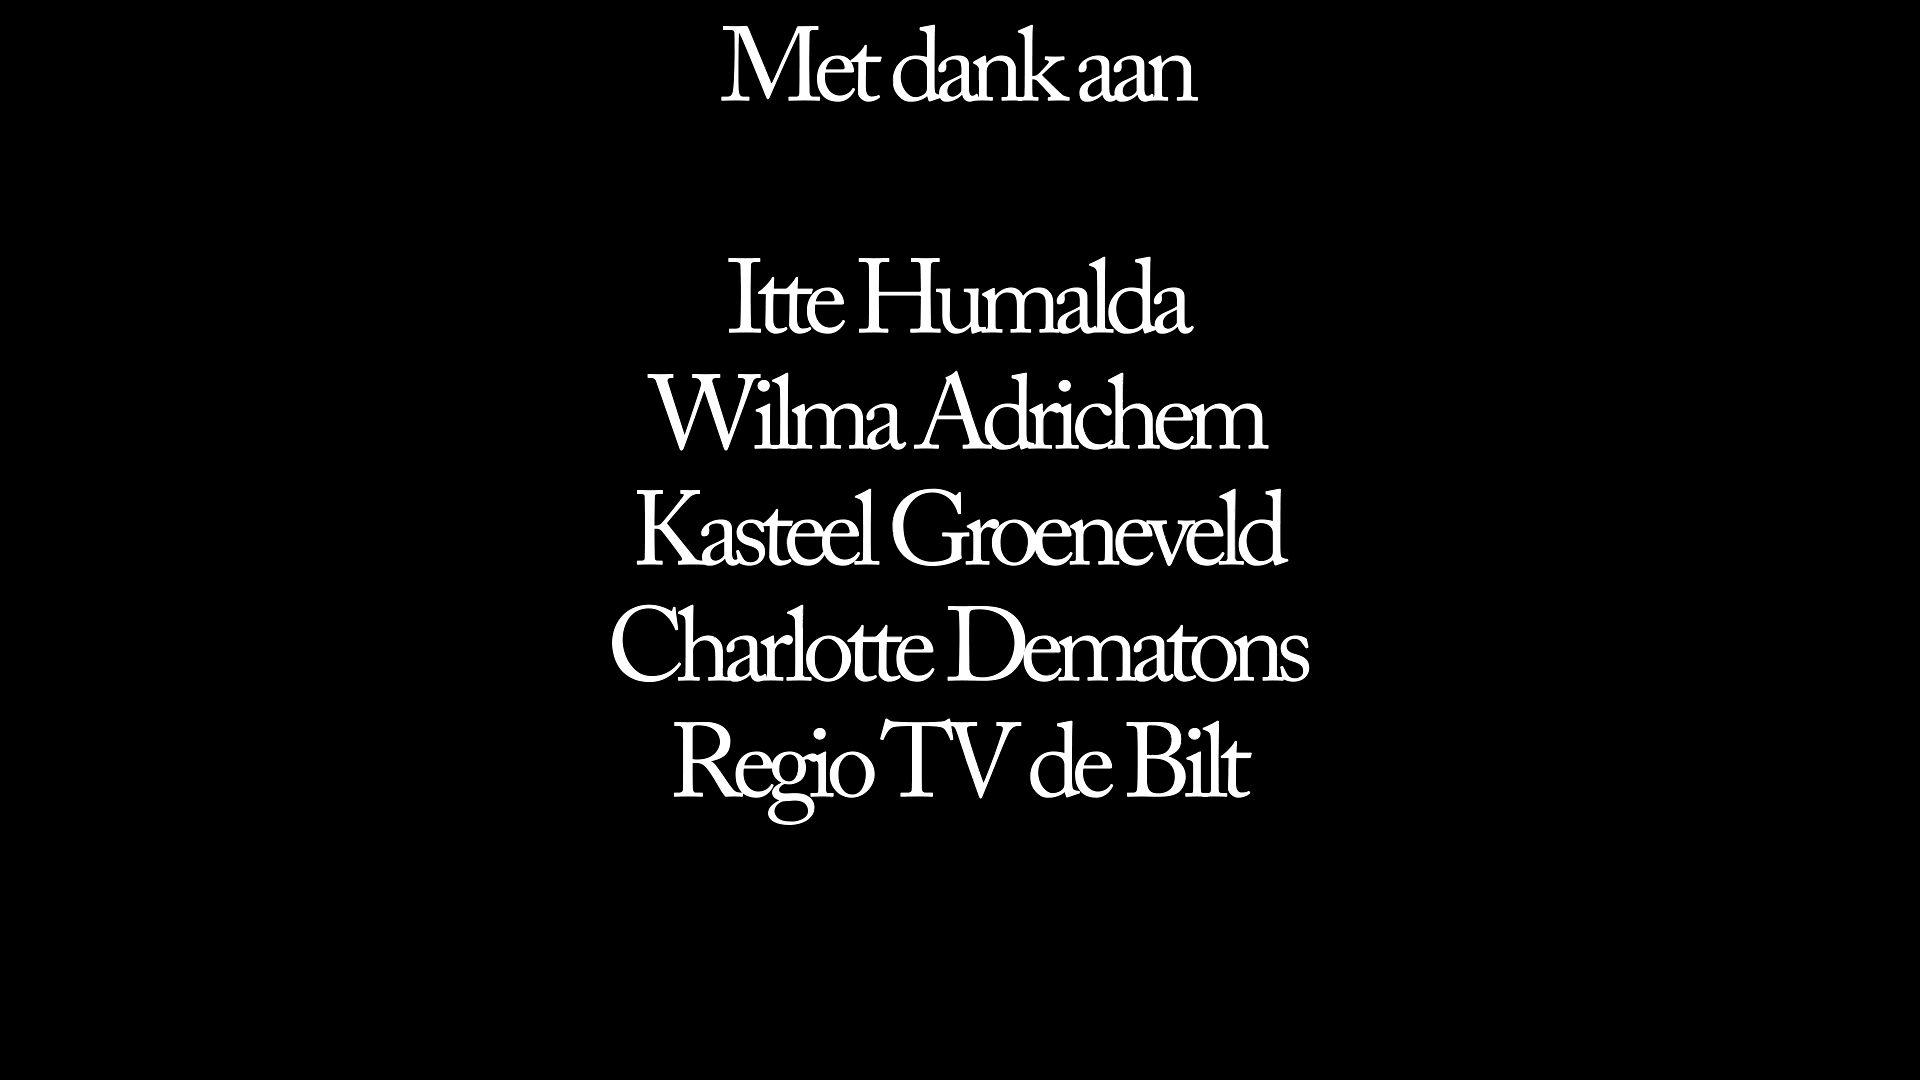 Met dank aan
Itte Humalda
Wilma Adrichem
Kasteel Groeneveld
Charlotte Dematons
Regio TV de Bilt